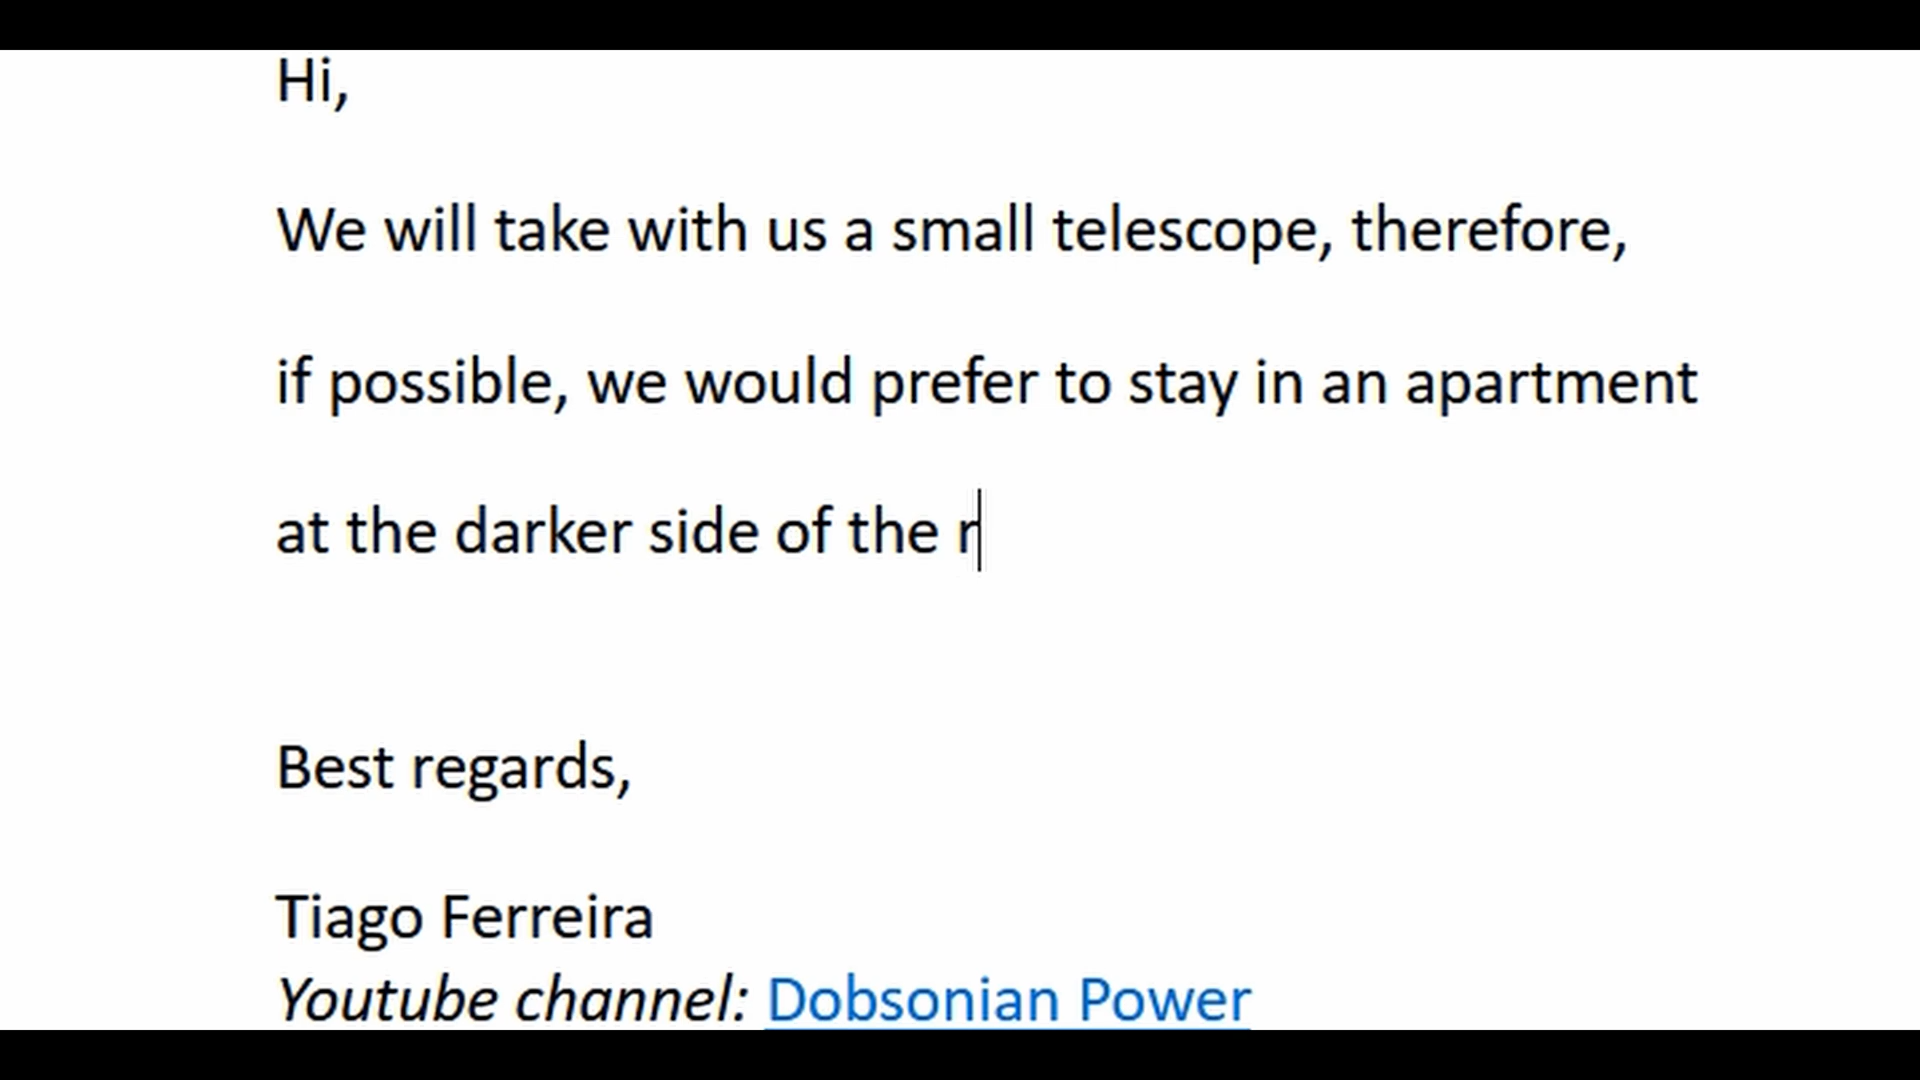 Hi,
We will take with us a small telescope, therefore,
if possible, we would prefer to stay in an apartment
at the darker side of the r
Best regards,
Tiago Ferreira
Youtube channel: Dobsonian Power